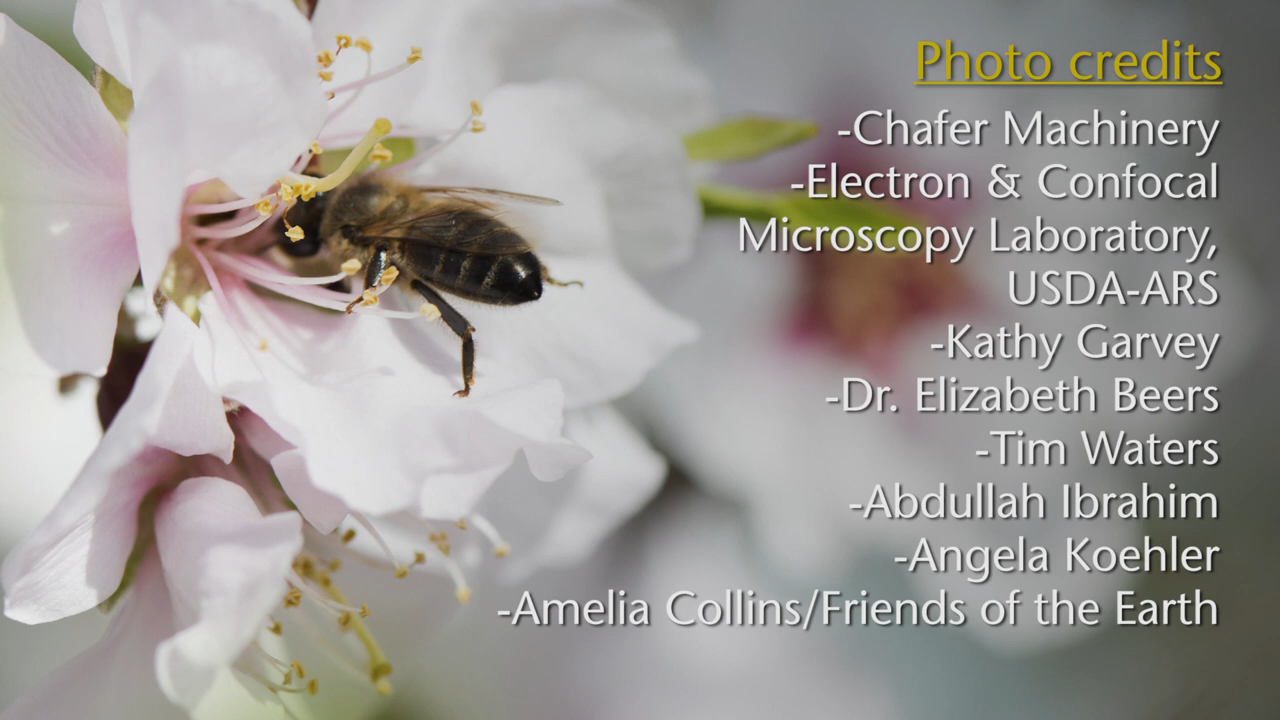 Photo credits
-Chafer Machinery
-Electron & Confocal
Microscopy Laboratory,
USDA-ARS
-Kathy Garvey
-Dr. Elizabeth Beers
-Tim Waters
-Abdullah Ibrahim
-Angela Koehler
-Amelia Collins/Friends of the Earth